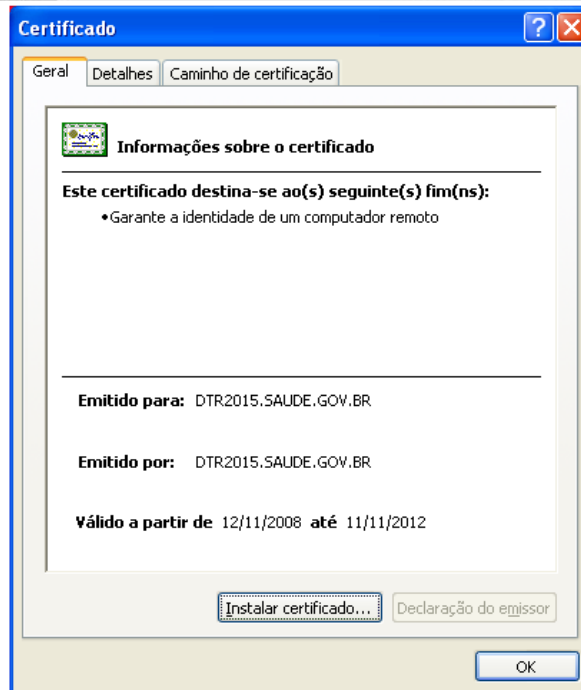 Certificado
Geral Detalhes Caminho de certificação
Informações sobre o certificado
Este certificado destina-se ao(s) seguinte(s) fim(ns):
•Garante a identidade de um computador remoto
Emitido para: DTR2015.SAUDE.GOV.BR
Emitido por: DTR2015.SAUDE.GOV.BR
Válido a partir de 12/11/2008 até 11/11/2012
Instalar certificado... Declaração do emissor
OK